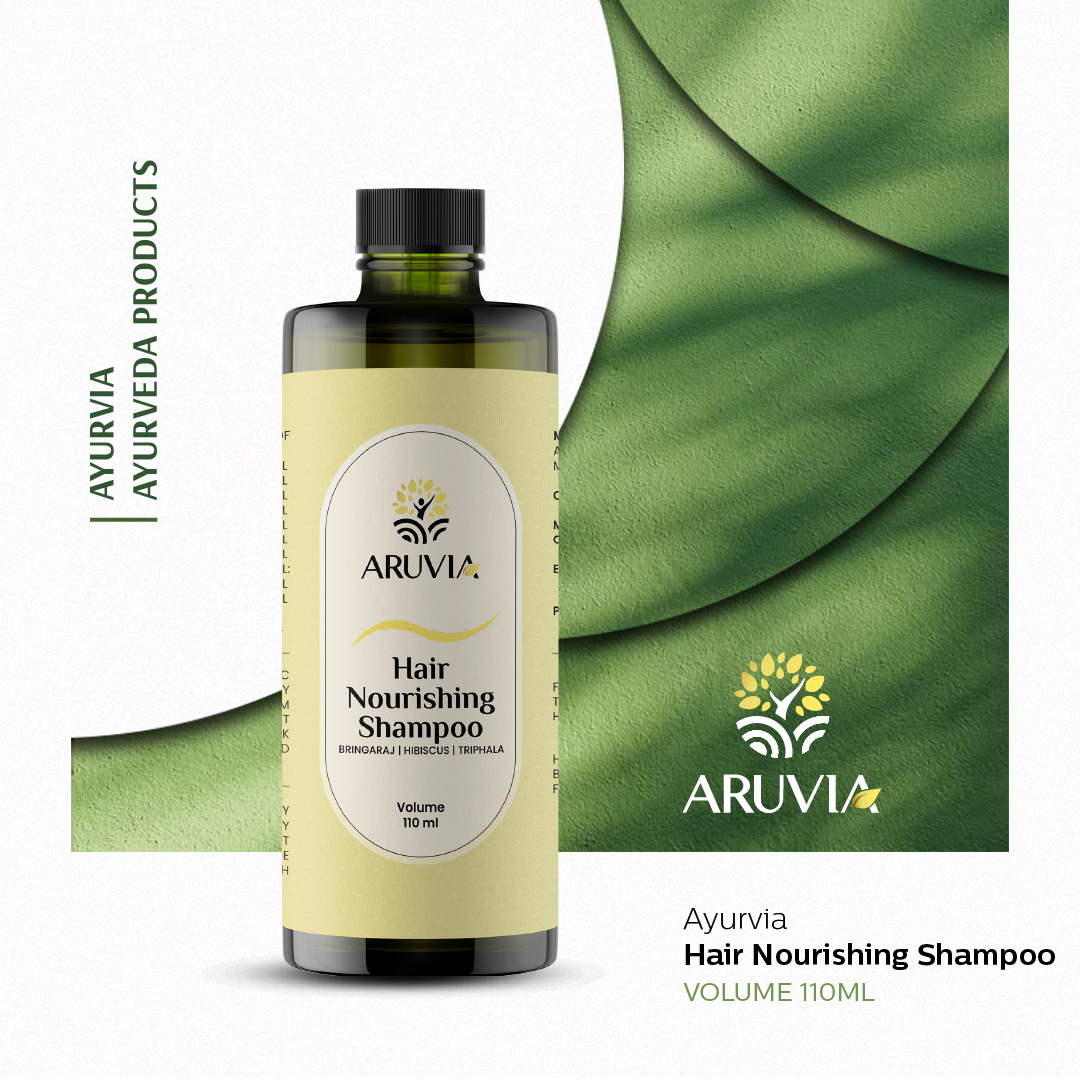 AYURVIA
AYURVEDA PRODUCTS
ARUVIA
Hair
Nourishing
Shampoo
BRINGARAJ | HIBISCUS | TRIPHALA
Volume
110 ml
ARUVIA
Ayurvia
Hair Nourishing Shampoo
VOLUME 110ML